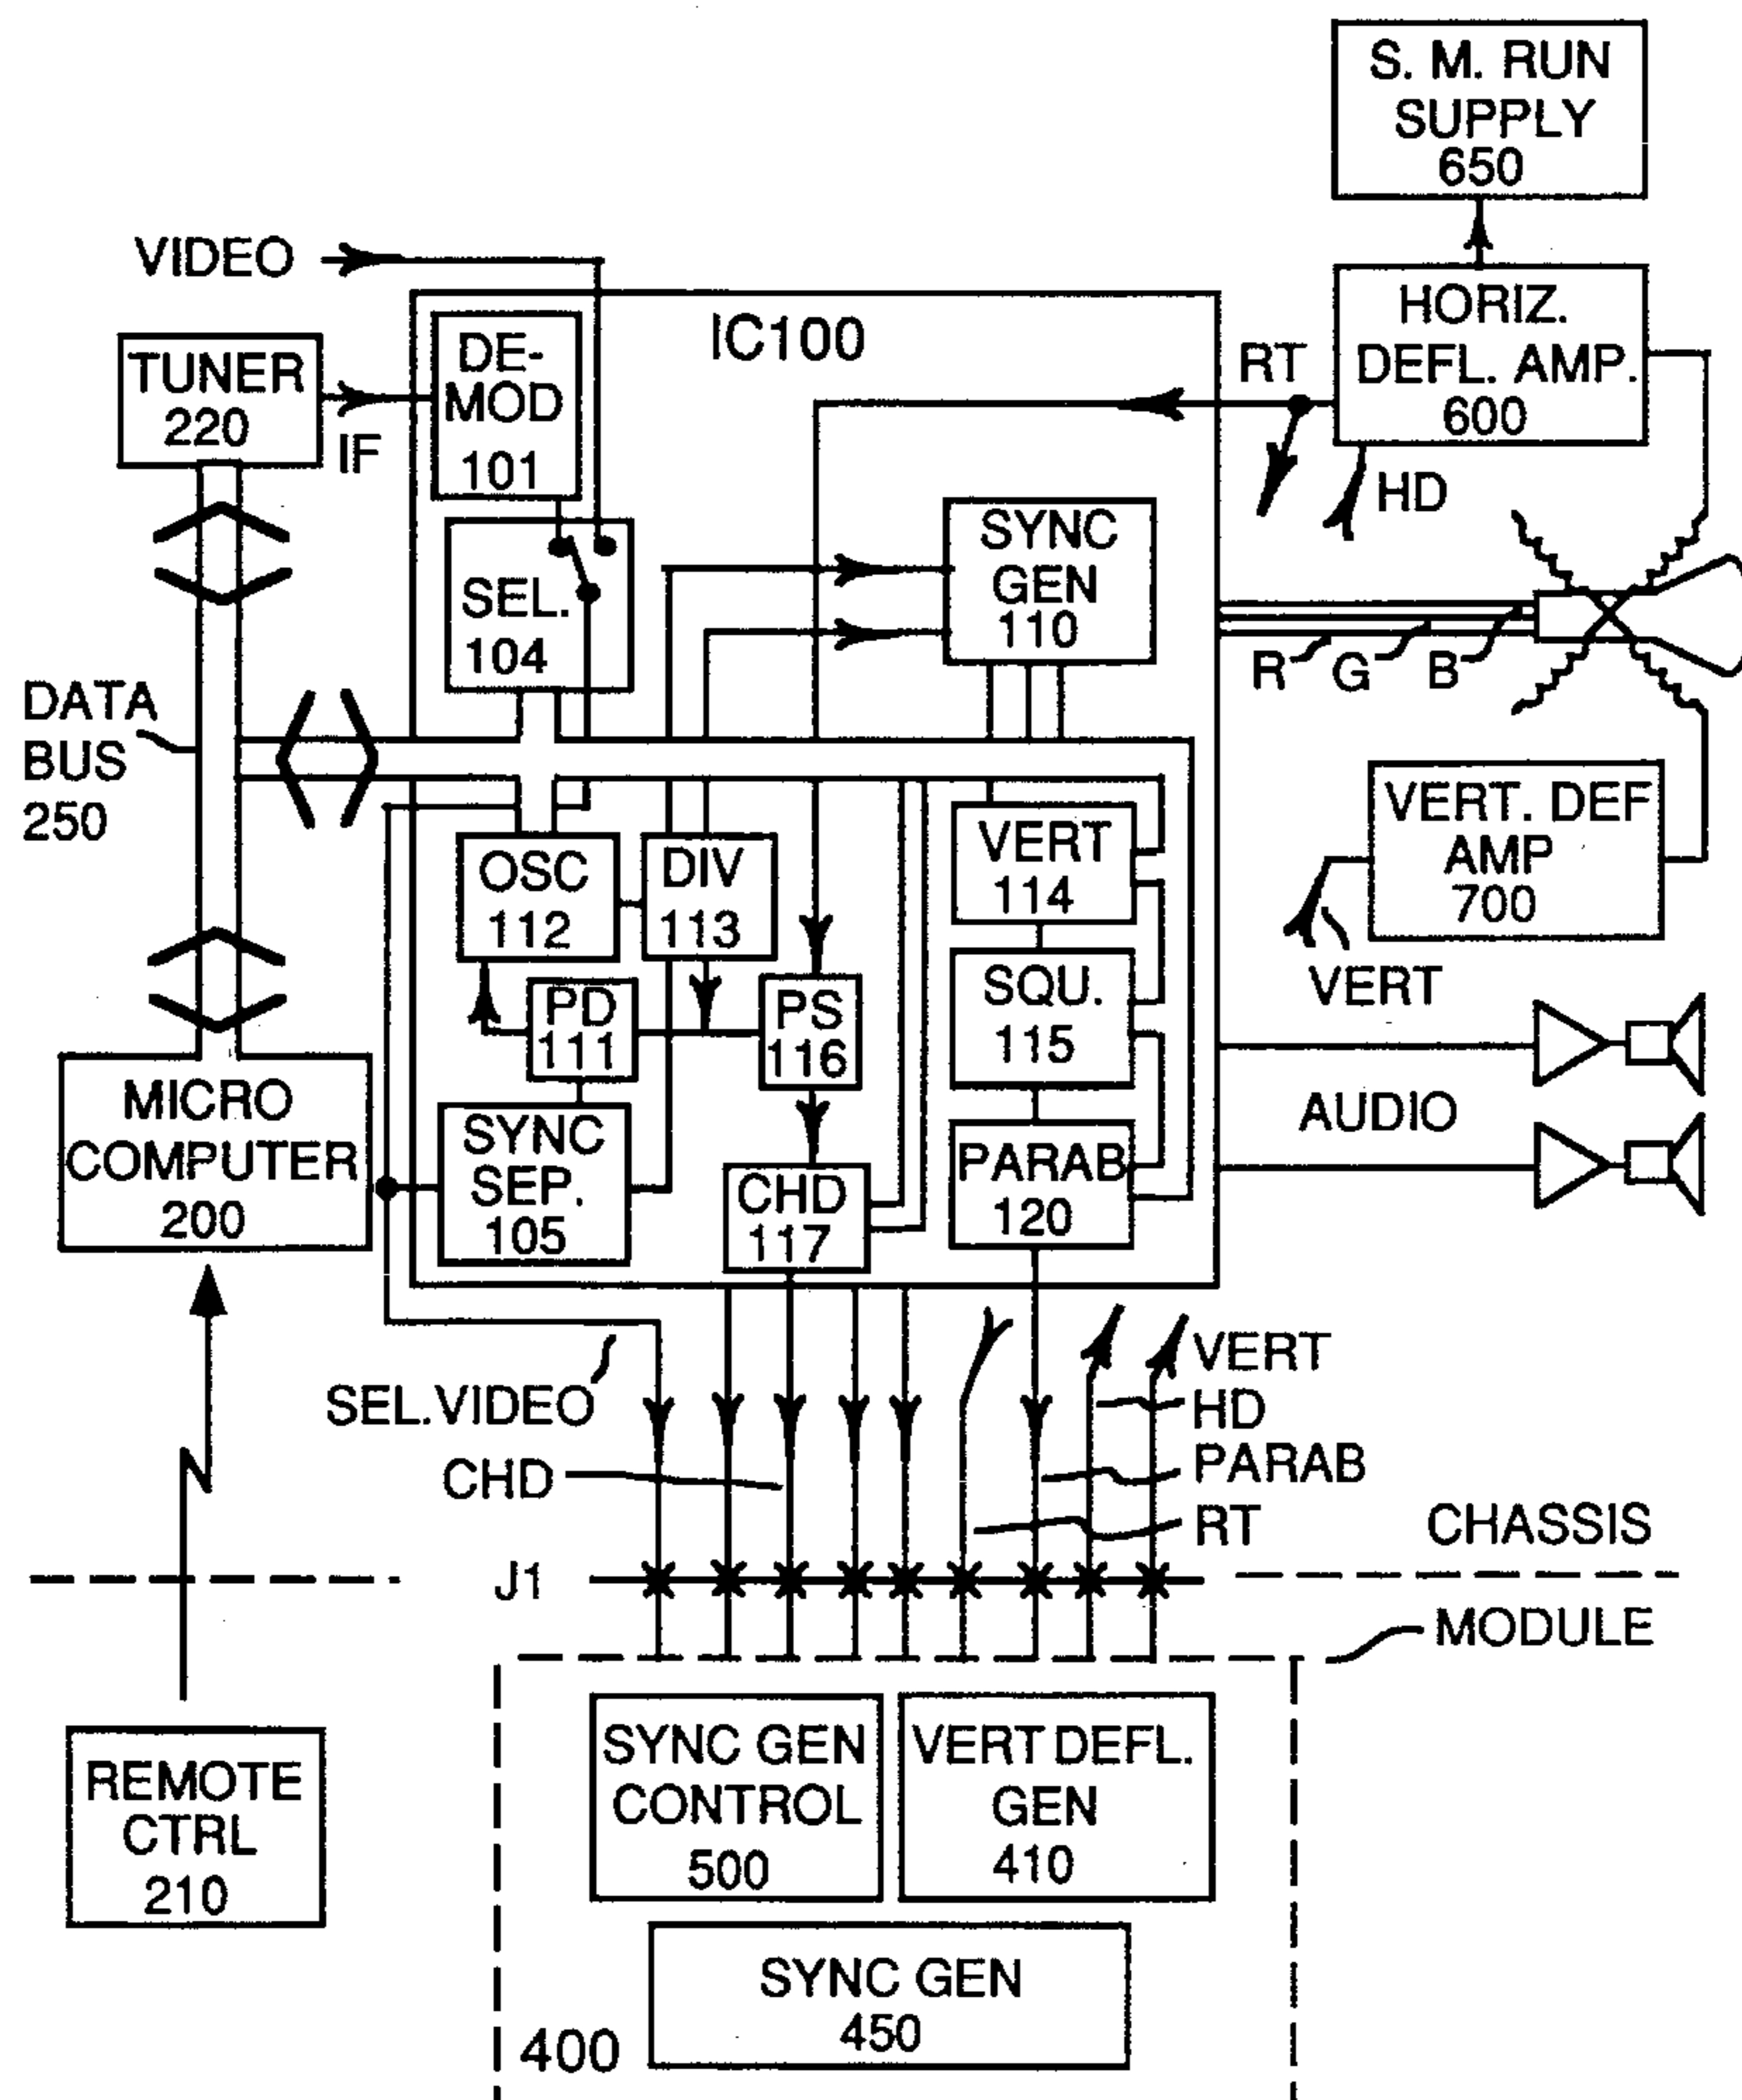 S. M. RUN
SUPPLY
650
VIDEO
HORIZ.
DEFL. AMP.
600
IC100
DE-
MOD
101
TUNER
220
IF
RT
HD
SYNC
GEN
110
SEL.
104
R G B
DATA
BUS
250
VERT. DEF
AMP
700
VERT
OSC
112
DIV
113
VERT
114
PD
111
PS
116
SQU.
115
MICRO
COMPUTER
200
SYNC
SEP.
105
CHD
117
PARAB
120
AUDIO
SEL.VIDEO
CHD
VERT
HD
PARAB
RT
CHASSIS
J1
MODULE
REMOTE
CTRL
210
SYNC GEN
CONTROL
500
VERT DEFL.
GEN
410
SYNC GEN
450
400